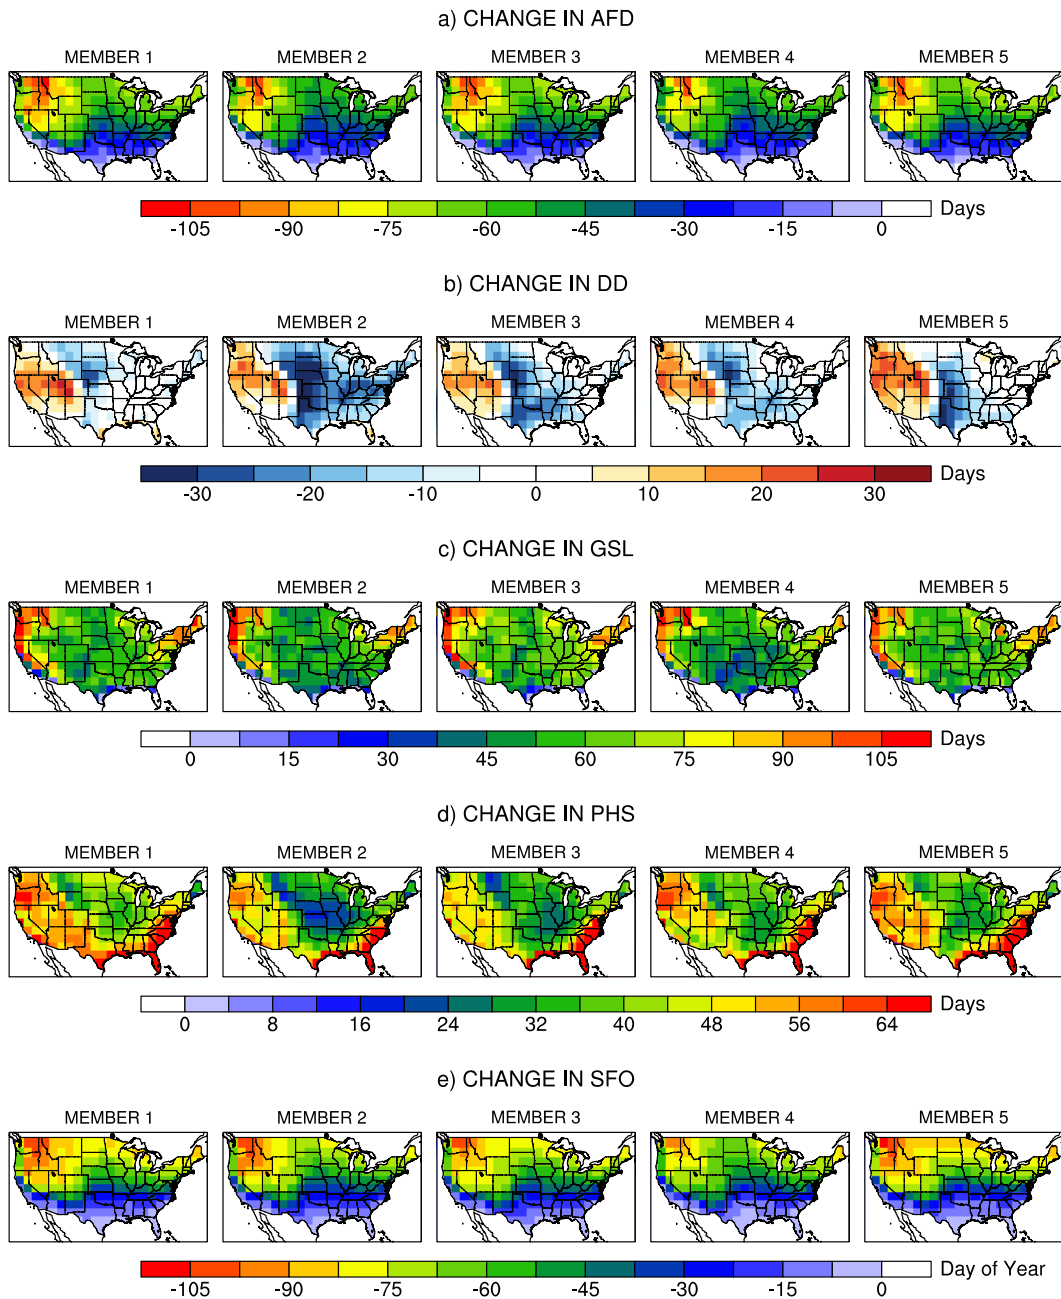 a) CHANGE IN AFD
MEMBER 1 MEMBER 2 MEMBER 3 MEMBER 4 MEMBER 5
-105 -90 -75 -60 -45 -30 -15 0 Days
b) CHANGE IN DD
MEMBER 1 MEMBER 2 MEMBER 3 MEMBER 4 MEMBER 5
-30 -20 -10 0 10 20 30 Days
c) CHANGE IN GSL
MEMBER 1 MEMBER 2 MEMBER 3 MEMBER 4 MEMBER 5
0 15 30 45 60 75 90 105 Days
d) CHANGE IN PHS
MEMBER 1 MEMBER 2 MEMBER 3 MEMBER 4 MEMBER 5
0 8 16 24 32 40 48 56 64 Days
e) CHANGE IN SFO
MEMBER 1 MEMBER 2 MEMBER 3 MEMBER 4 MEMBER 5
-105 -90 -75 -60 -45 -30 -15 0 Day of Year